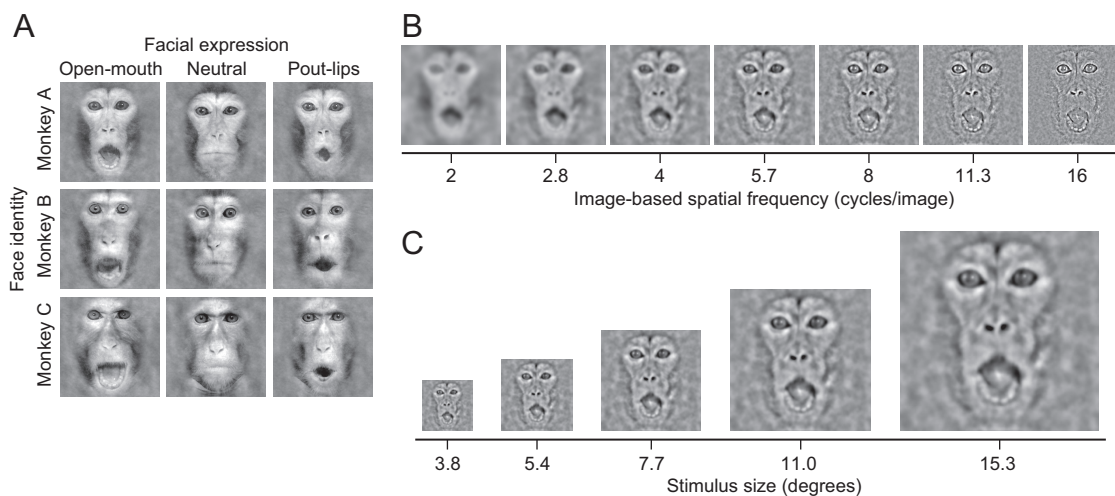 A
Facial expression
Open-mouth Neutral Pout-lips
Face identity
Monkey A
Monkey B
Monkey C
B
2 2.8 4 5.7 8 11.3 16
Image-based spatial frequency (cycles/image)
C
3.8 5.4 7.7 11.0 15.3
Stimulus size (degrees)